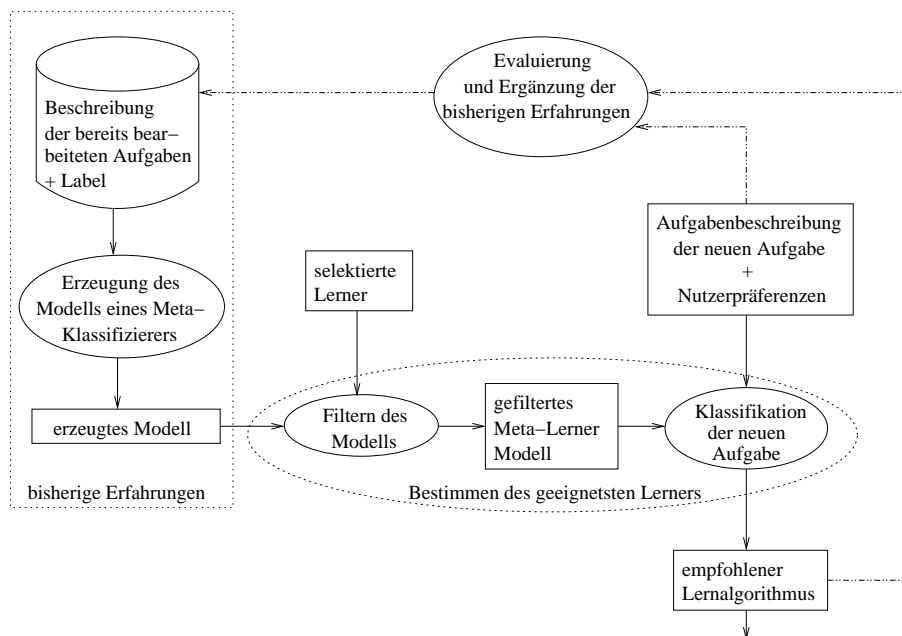 Evaluierung
und Ergänzung der
bisherigen Erfahrungen
Beschreibung
der bereits bear–
beiteten Aufgaben
+ Label
Aufgabenbeschreibung
der neuen Aufgabe
+
Nutzerpräferenzen
selektierte
Lerner
Erzeugung des
Modells eines Meta–
Klassifizierers
erzeugtes Modell
Filtern des
Modells
gefiltertes
Meta–Lerner
Modell
Klassifikation
der neuen
Aufgabe
bisherige Erfahrungen
Bestimmen des geeignetsten Lerners
empfohlener
Lernalgorithmus